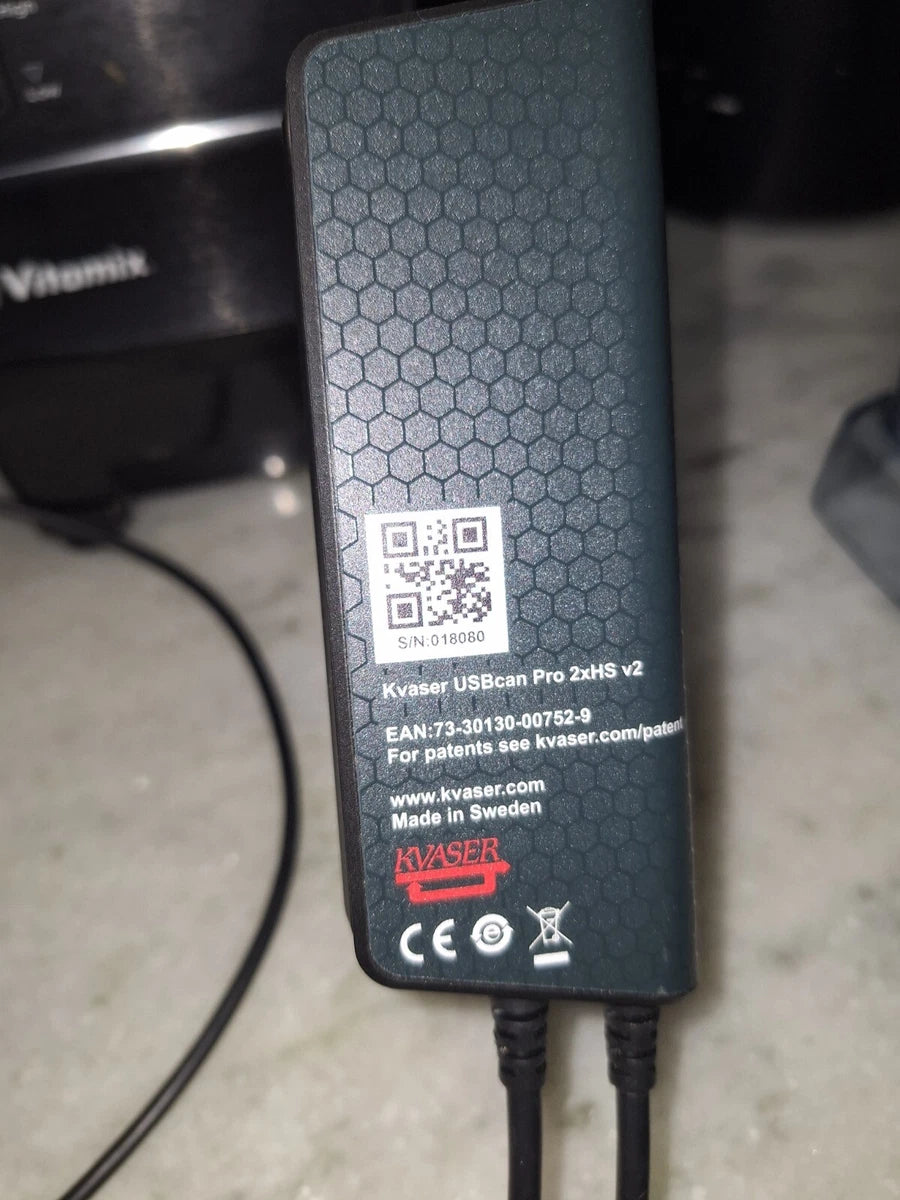 Vitamix
S/N:018080
Kvaser USBcan Pro 2xHS v2
EAN:73-30130-00752-9
For patents see kvaser.com/patent
www.kvaser.com
Made in Sweden
KVASER
CE
e